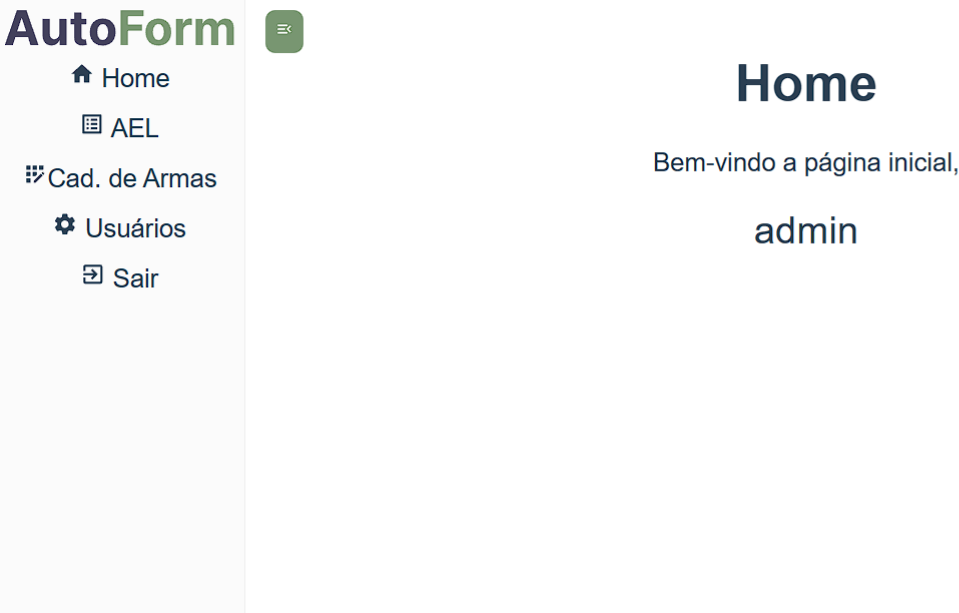 AutoForm
Home
AEL
Cad. de Armas
Usuários
Sair
Home
Bem-vindo a página inicial,
admin